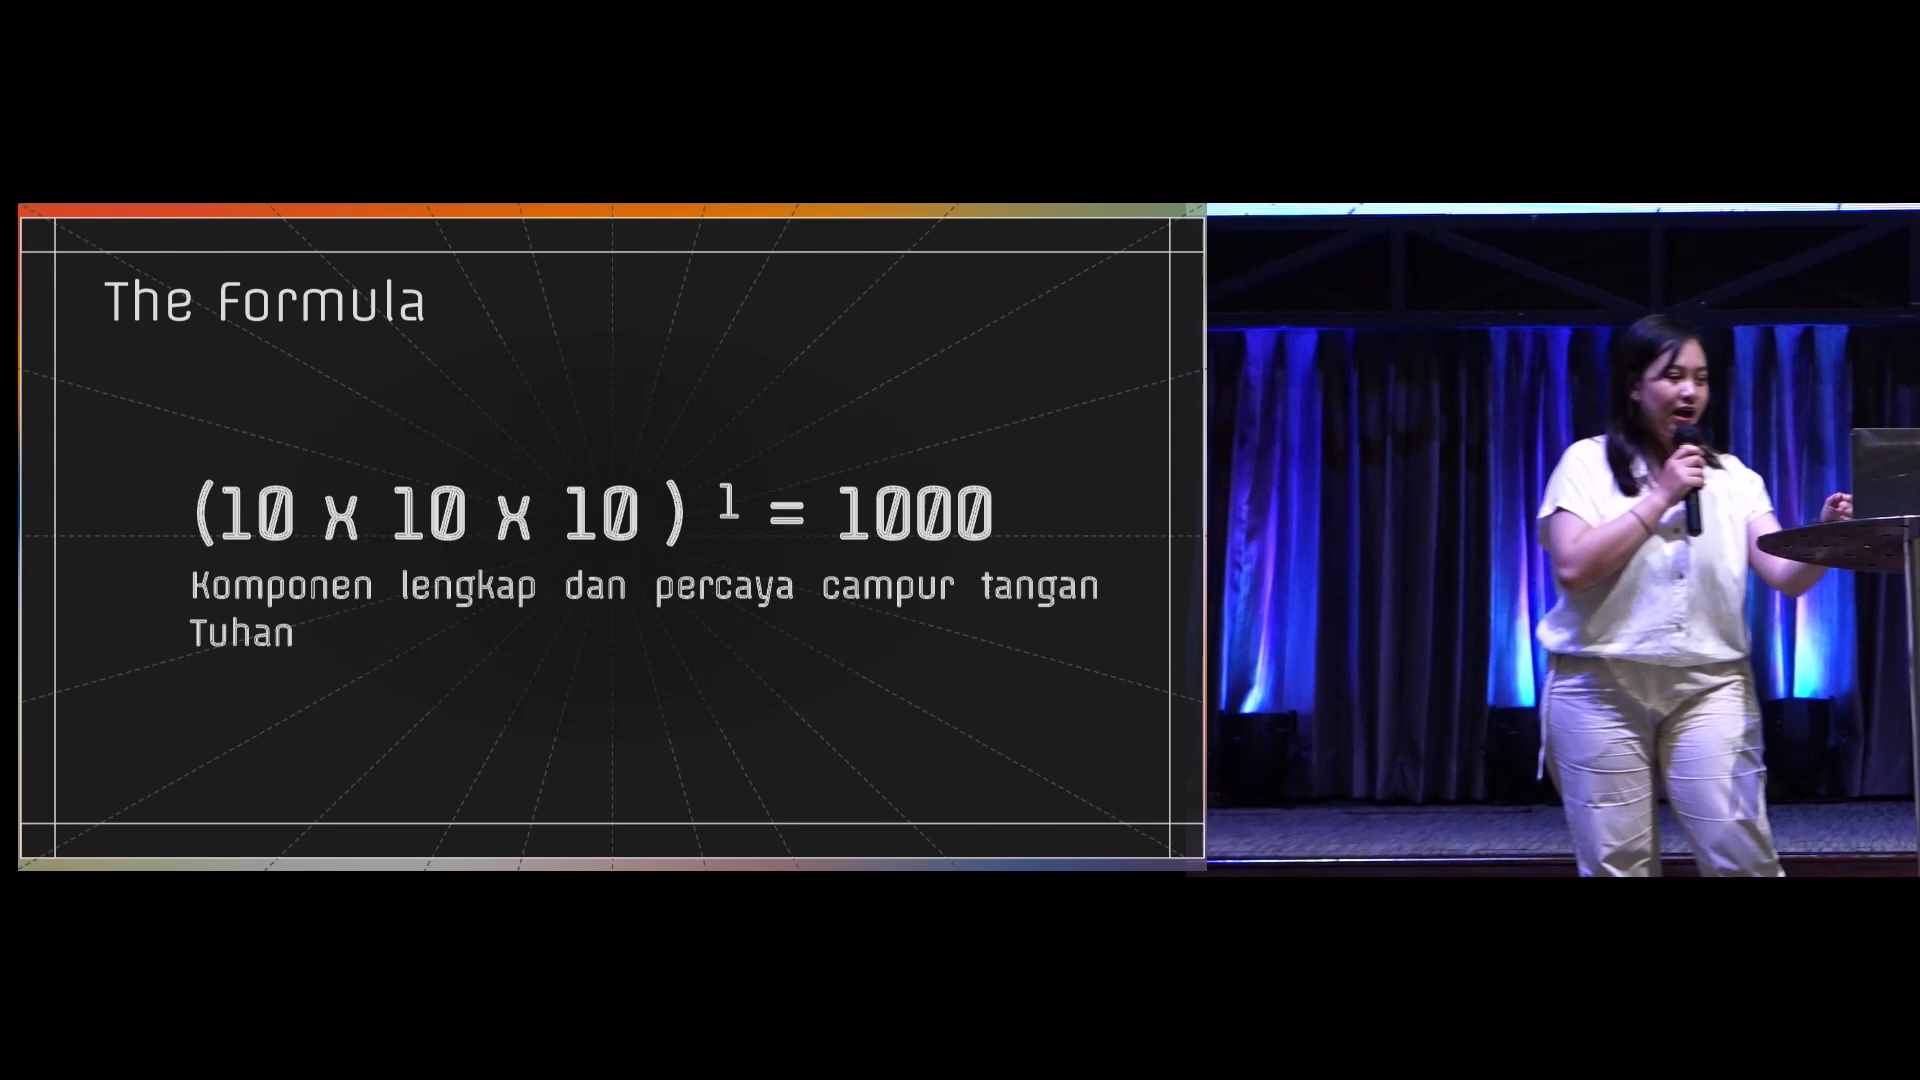 The Formula
(10 x 10 x 10 ) ¹ = 1000
Komponen lengkap dan percaya campur tangan
Tuhan